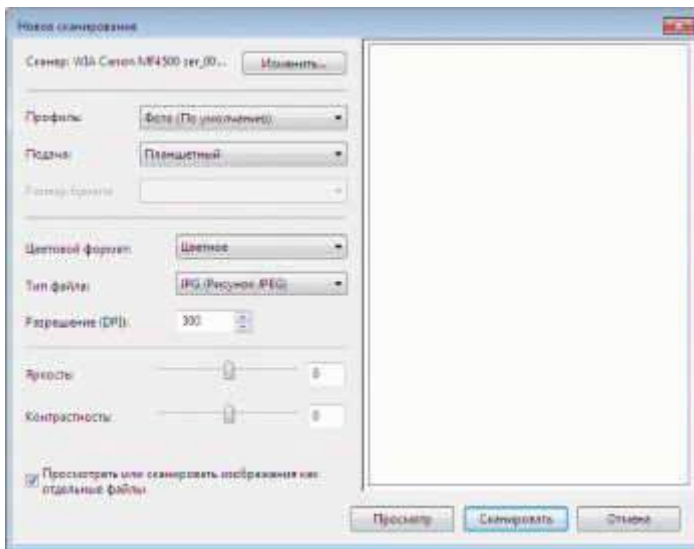 Новое сканирование
Сканер: WIA Canon MF4500 ser_00... Изменить...
Профиль: Фото (По умолчанию)
Подача: Планшетный
Размер бумаги:
Цветовой формат: Цветное
Тип файла: JPG (Рисунок JPEG)
Разрешение (DPI): 300
Яркость: 0
Контрастность: 0
Просмотреть или сканировать изображения как
отдельные файлы
Просмотр Сканировать Отмена